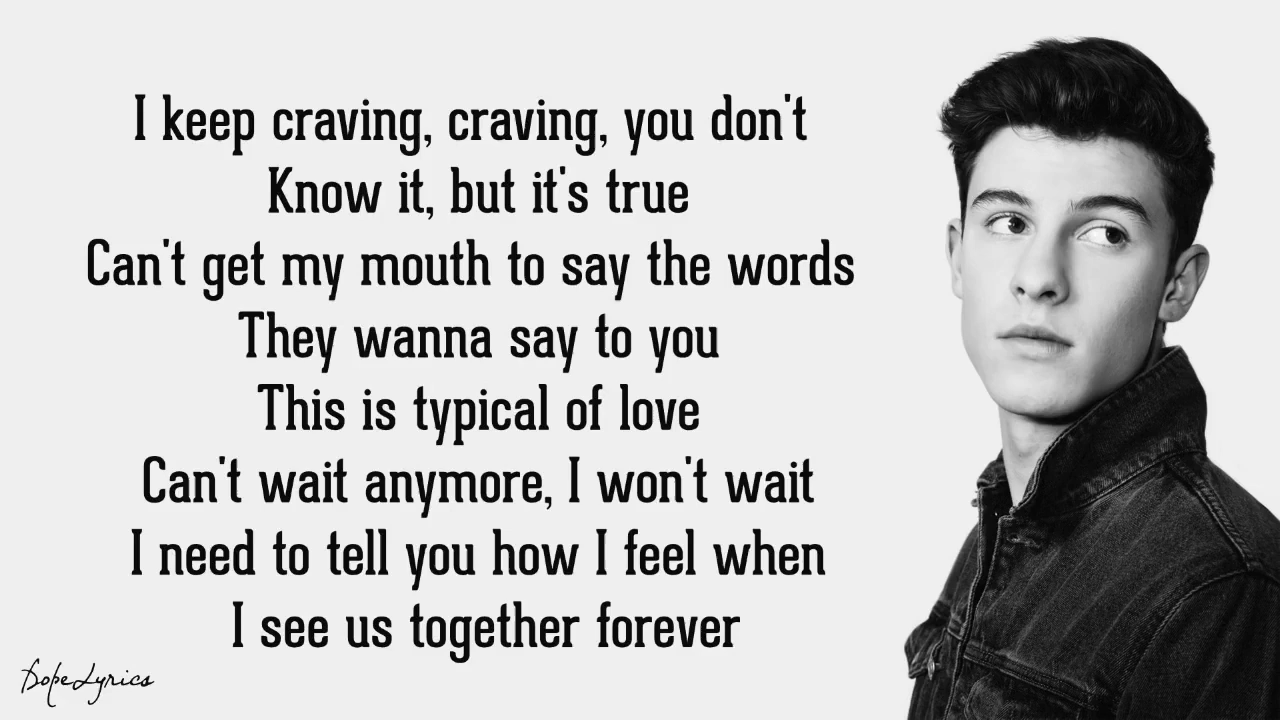 I keep craving, craving, you don't
Know it, but it's true
Can't get my mouth to say the words
They wanna say to you
This is typical of love
Can't wait anymore, I won't wait
I need to tell you how I feel when
I see us together forever
DopeLyrics